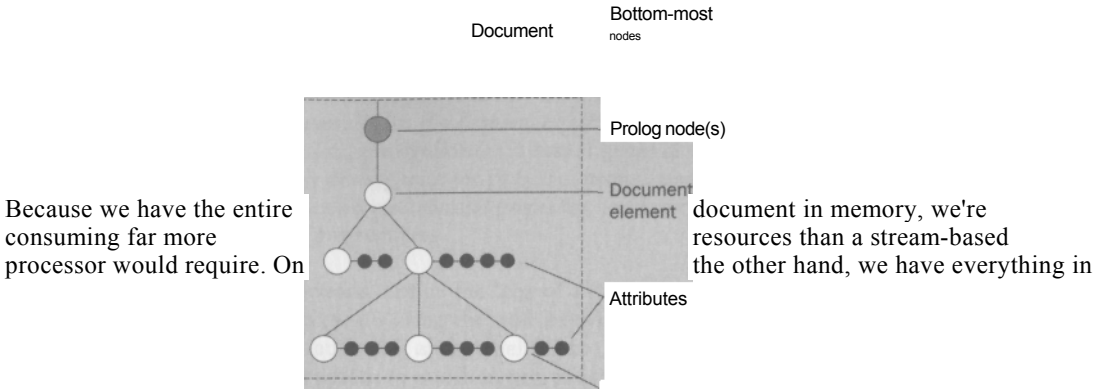 Document
Bottom-most
nodes
Prolog node(s)
Document
element
Because we have the entire document in memory, we're
consuming far more resources than a stream-based
processor would require. On the other hand, we have everything in
Attributes